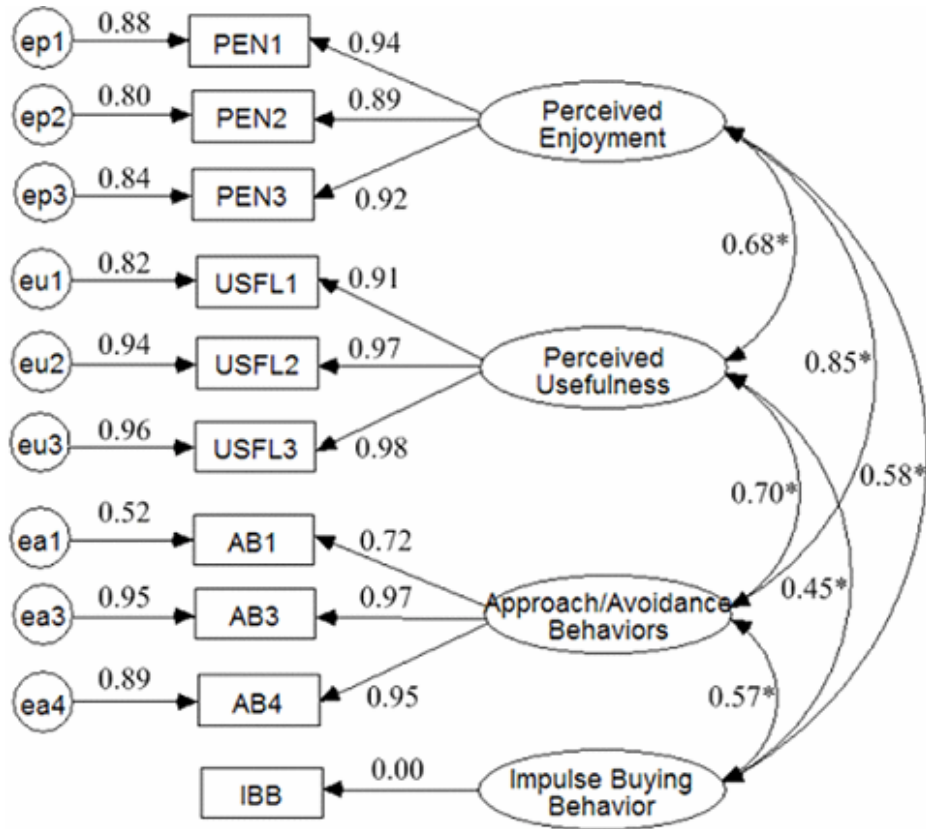 ep1 0.88 PEN1 0.94
ep2 0.80 PEN2 0.89
Perceived
Enjoyment
ep3 0.84 PEN3 0.92
0.68*
eu1 0.82 USFL1 0.91
eu2 0.94 USFL2 0.97
Perceived
Usefulness
0.85*
eu3 0.96 USFL3 0.98
0.58*
0.70*
ea1 0.52 AB1 0.72
0.45*
ea3 0.95 AB3 0.97
Approach/Avoidance
Behaviors
ea4 0.89 AB4 0.95
0.57*
IBB 0.00
Impulse Buying
Behavior